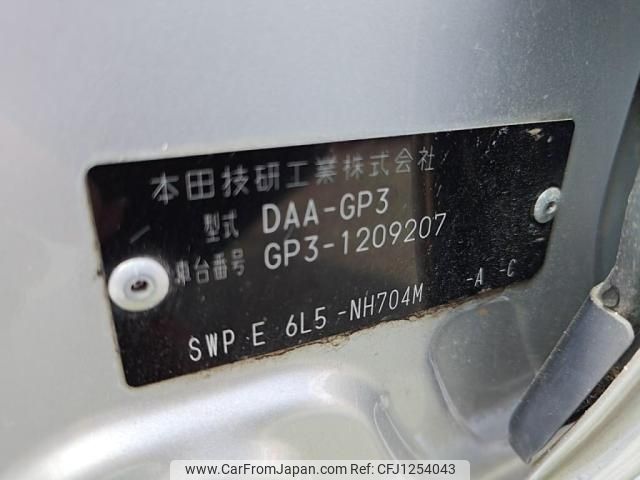 本田技研工業株式会社
型式 DAA-GP3
車台番号 GP3-1209207
SWP E 6L5-NH704M -A -C
www.CarFromJapan.com - Ref. CFJ1254043